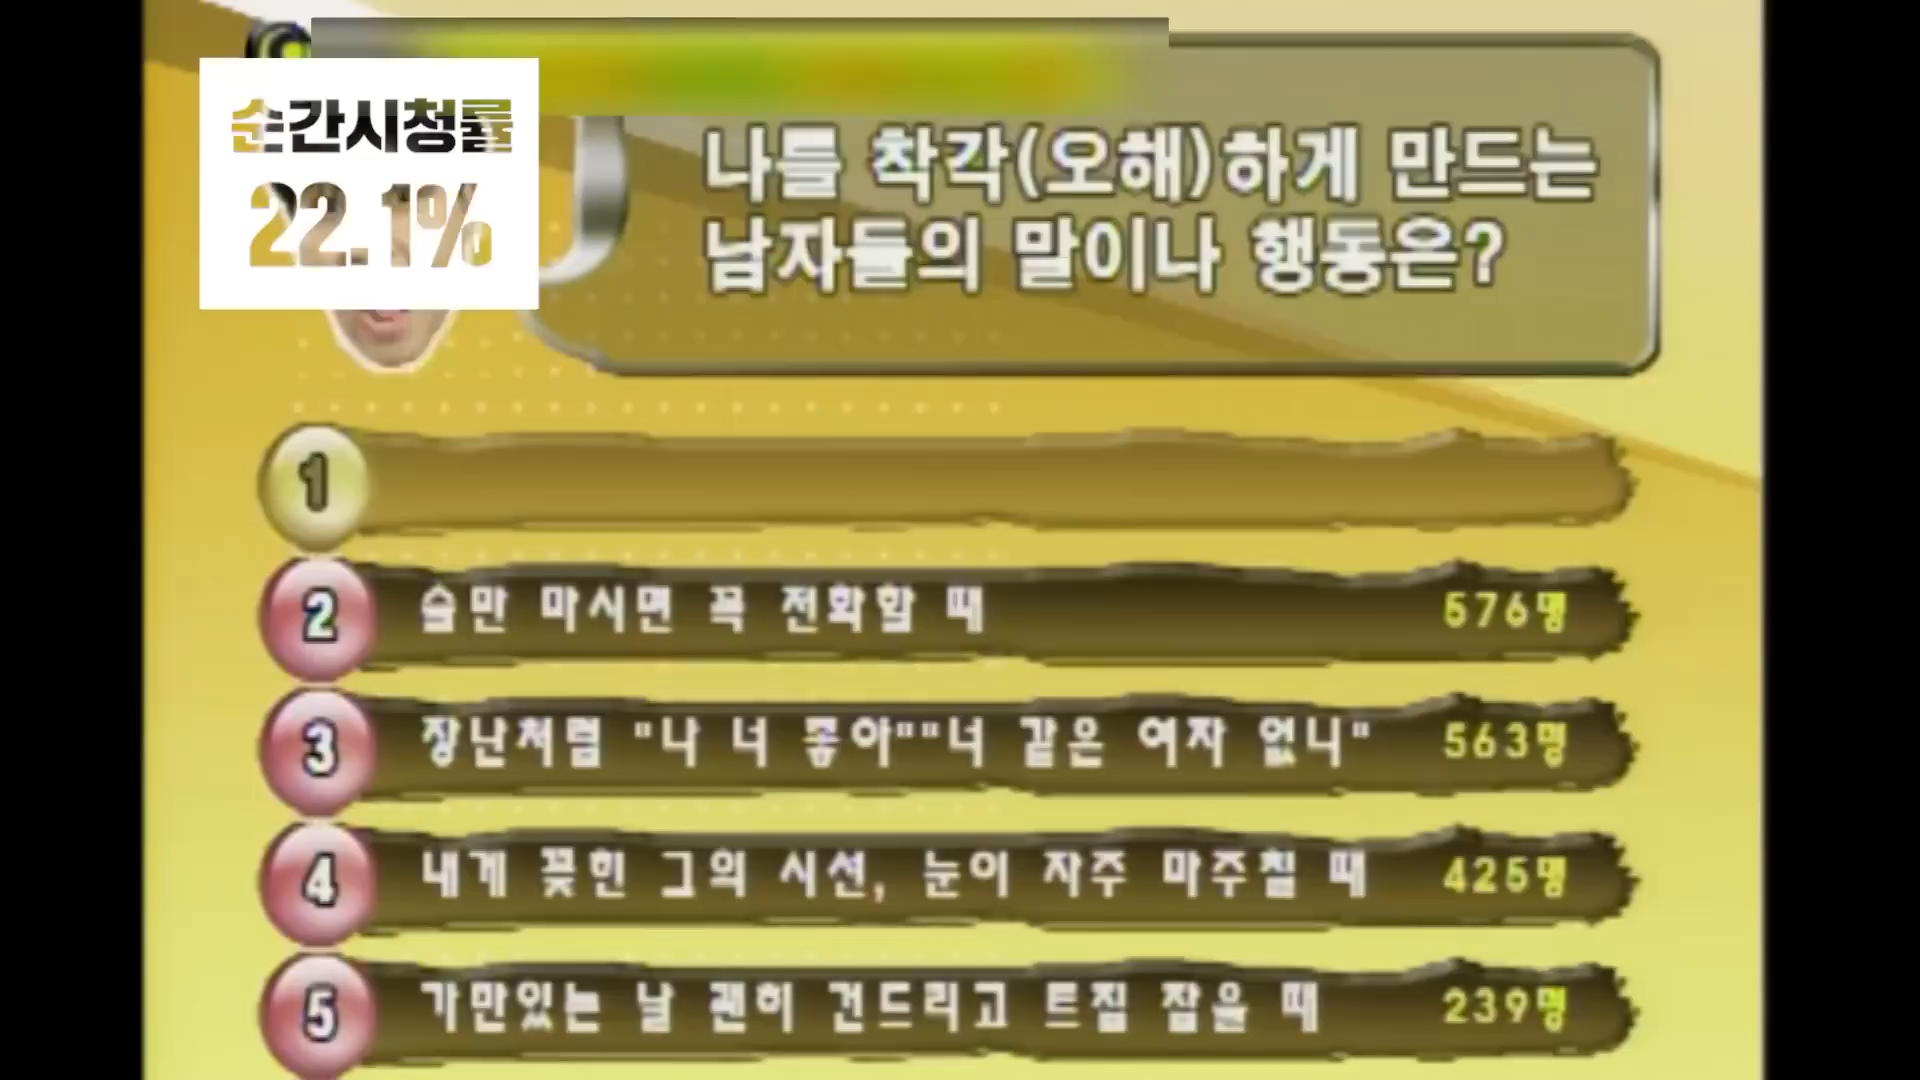 순간시청률
22.1%
나를 착각(오해)하게 만드는
남자들의 말이나 행동은?
1
2 술만 마시면 꼭 전화할 때 576명
3 장난처럼 "나 너 좋아""너 같은 여자 없니" 563명
4 내게 꽂힌 그의 시선, 눈이 자주 마주칠 때 425명
5 가만있는 날 괜히 건드리고 트집 잡을 때 239명